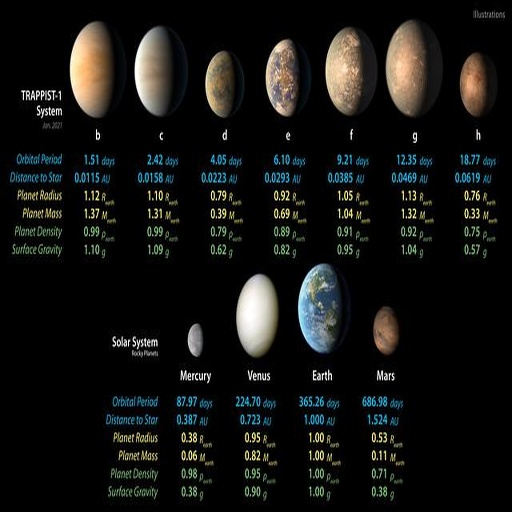 Illustrations
TRAPPIST-1
System
Jan. 2021
b c d e f g h
Orbital Period 1.51 days 2.42 days 4.05 days 6.10 days 9.21 days 12.35 days 18.77 days
Distance to Star 0.0115 AU 0.0158 AU 0.0223 AU 0.0293 AU 0.0385 AU 0.0469 AU 0.0619 AU
Planet Radius 1.12 Rearth 1.10 Rearth 0.79 Rearth 0.92 Rearth 1.05 Rearth 1.13 Rearth 0.76 Rearth
Planet Mass 1.37 Mearth 1.31 Mearth 0.39 Mearth 0.69 Mearth 1.04 Mearth 1.32 Mearth 0.33 Mearth
Planet Density 0.99 ρearth 0.99 ρearth 0.79 ρearth 0.89 ρearth 0.91 ρearth 0.92 ρearth 0.75 ρearth
Surface Gravity 1.10 g 1.09 g 0.62 g 0.82 g 0.95 g 1.04 g 0.57 g
Solar System
Rocky Planets
Mercury Venus Earth Mars
Orbital Period 87.97 days 224.70 days 365.26 days 686.98 days
Distance to Star 0.387 AU 0.723 AU 1.000 AU 1.524 AU
Planet Radius 0.38 Rearth 0.95 Rearth 1.00 Rearth 0.53 Rearth
Planet Mass 0.06 Mearth 0.82 Mearth 1.00 Mearth 0.11 Mearth
Planet Density 0.98 ρearth 0.95 ρearth 1.00 ρearth 0.71 ρearth
Surface Gravity 0.38 g 0.90 g 1.00 g 0.38 g